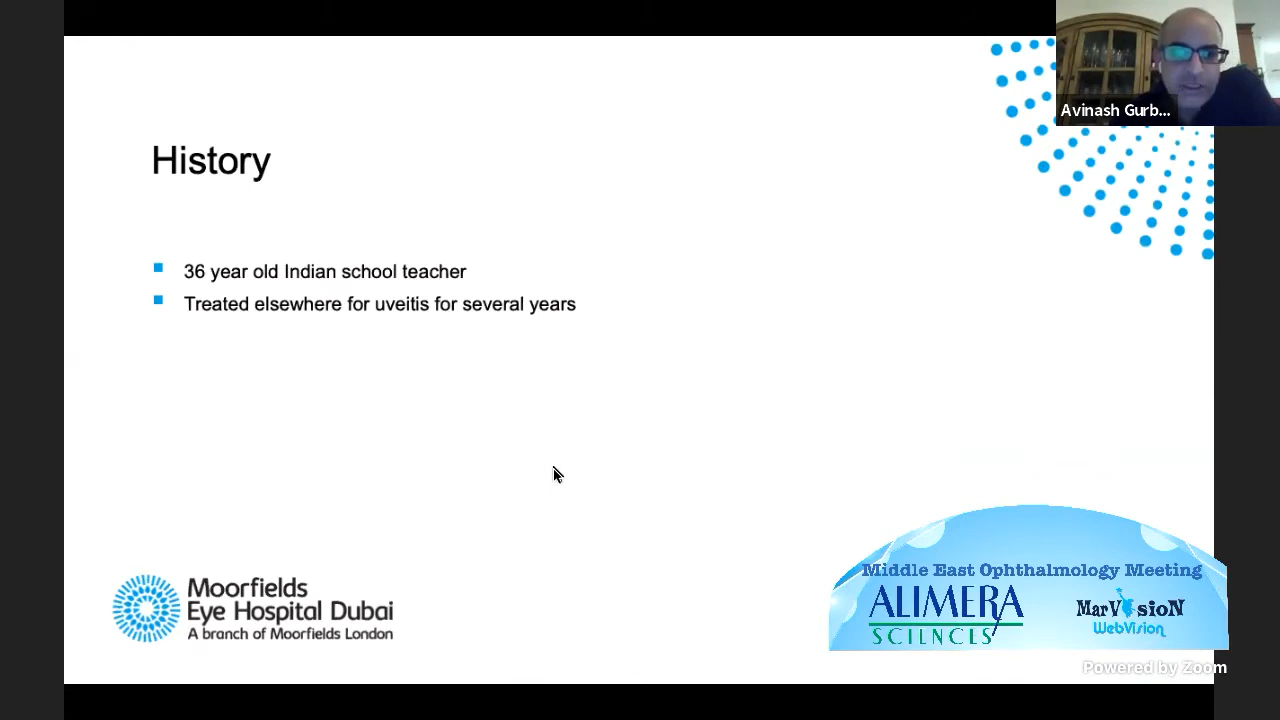 Avinash Gurb...
History
36 year old Indian school teacher
Treated elsewhere for uveitis for several years
Moorfields
Eye Hospital Dubai
A branch of Moorfields London
Middle East Ophthalmology Meeting
ALIMERA
SCIENCES
MarVisioN
WebVision
Powered by Zoom